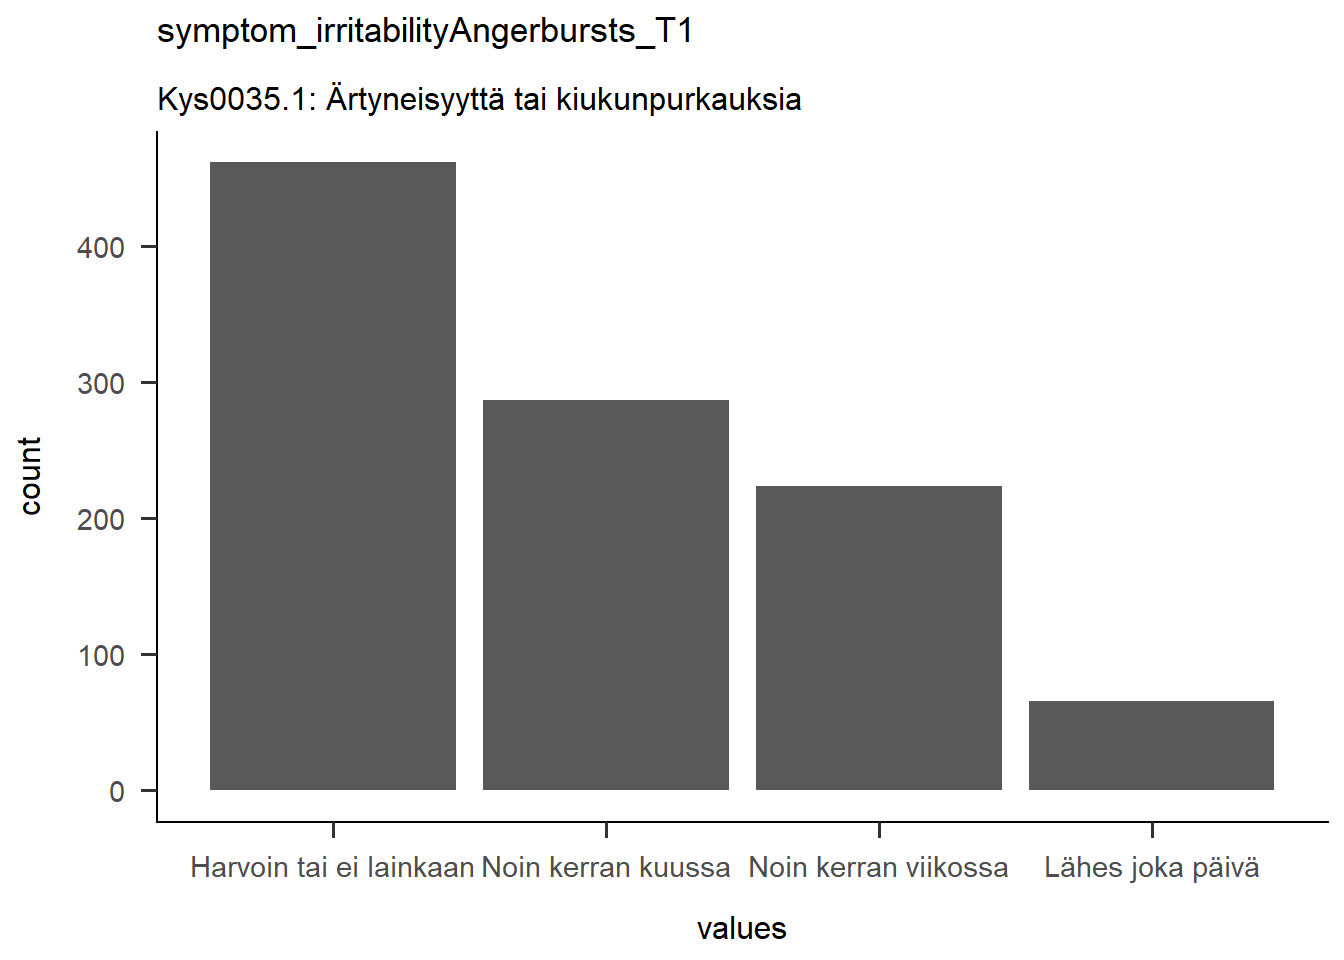 symptom_irritabilityAngerbursts_T1
Kys0035.1: Ärtyneisyyttä tai kiukunpurkauksia
400
300
200
100
0
count
Harvoin tai ei lainkaan
Noin kerran kuussa
Noin kerran viikossa
Lähes joka päivä
values